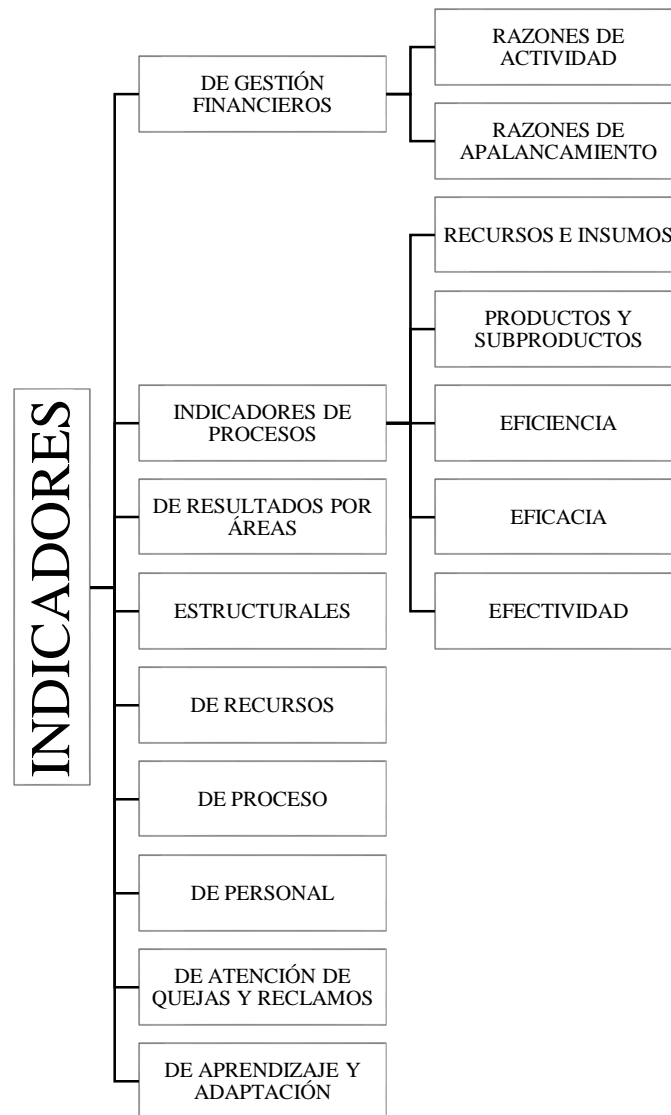 INDICADORES
DE GESTIÓN
FINANCIEROS
RAZONES DE
ACTIVIDAD
RAZONES DE
APALANCAMIENTO
INDICADORES DE
PROCESOS
RECURSOS E INSUMOS
PRODUCTOS Y
SUBPRODUCTOS
EFICIENCIA
EFICACIA
EFECTIVIDAD
DE RESULTADOS POR
ÁREAS
ESTRUCTURALES
DE RECURSOS
DE PROCESO
DE PERSONAL
DE ATENCIÓN DE
QUEJAS Y RECLAMOS
DE APRENDIZAJE Y
ADAPTACIÓN